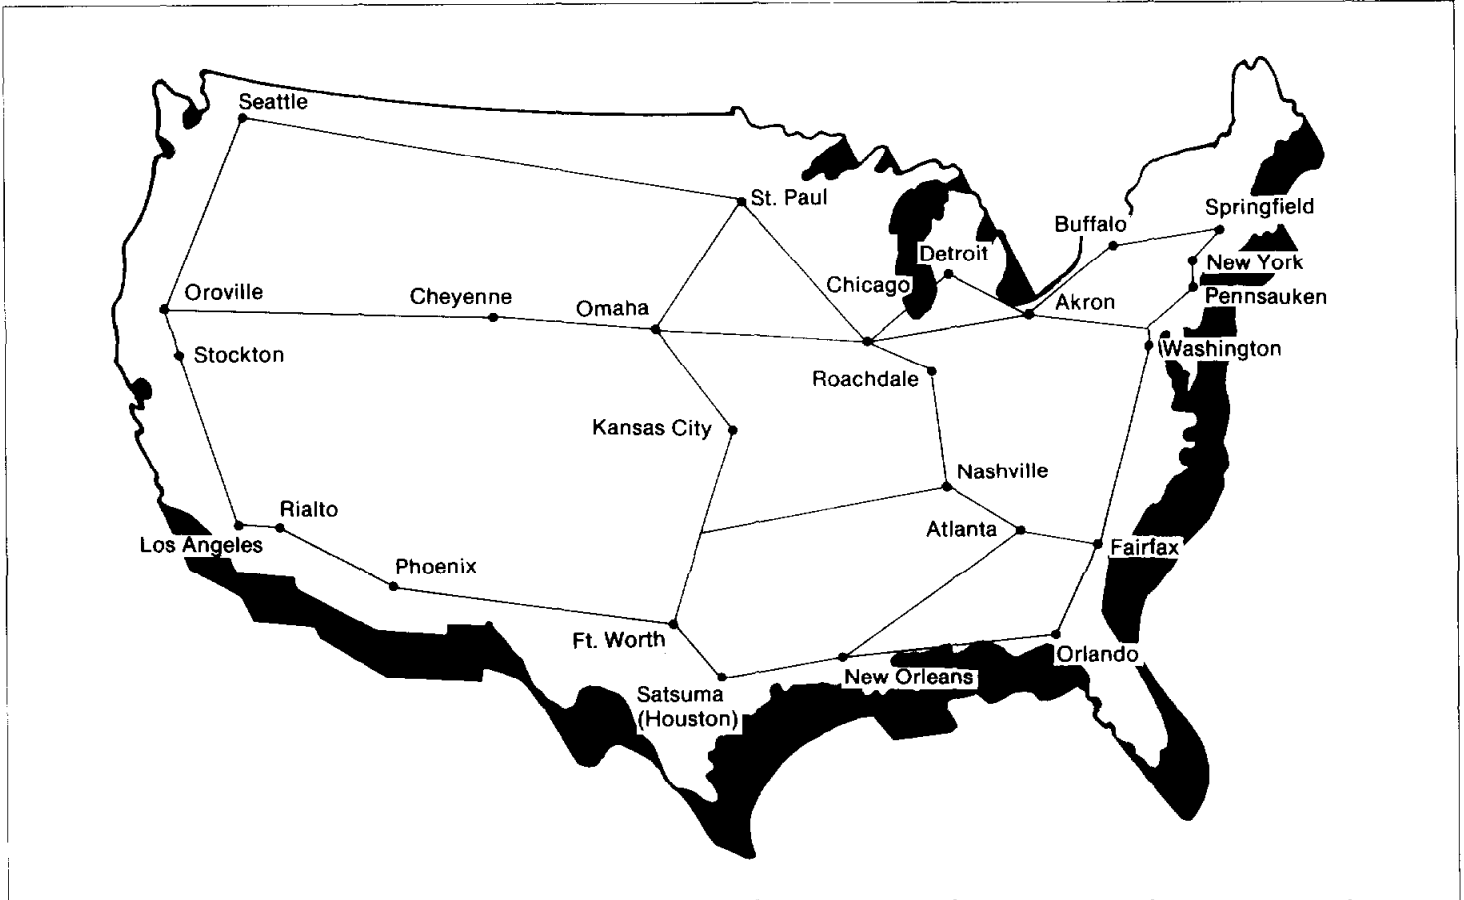 Seattle
St. Paul
Springfield
Buffalo
Detroit
New York
Chicago
Oroville
Cheyenne
Omaha
Akron
Pennsauken
Stockton
Washington
Roachdale
Kansas City
Nashville
Rialto
Atlanta
Los Angeles
Fairfax
Phoenix
Ft. Worth
Orlando
New Orleans
Satsuma
(Houston)